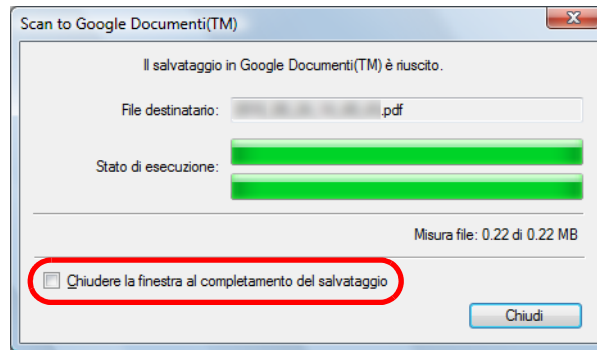 Scan to Google Documenti(TM)
Il salvataggio in Google Documenti(TM) è riuscito.
File destinatario: .pdf
Stato di esecuzione:
Misura file: 0.22 di 0.22 MB
Chiudere la finestra al completamento del salvataggio
Chiudi